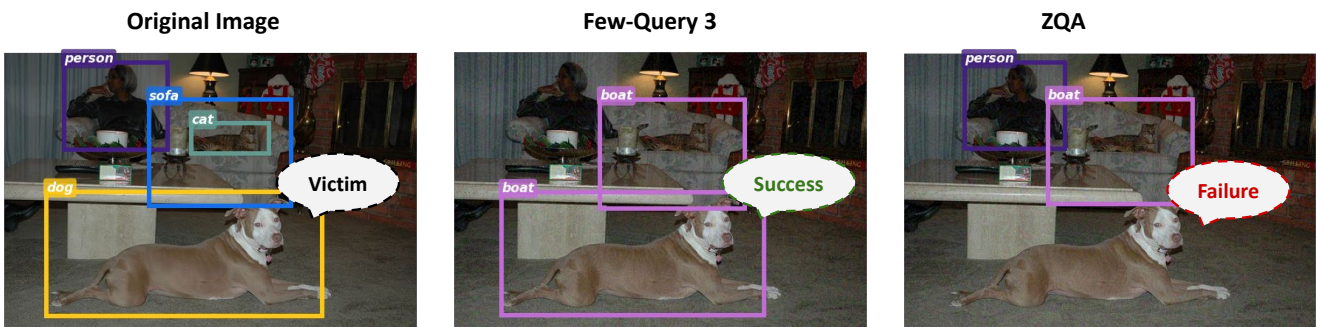 Original Image
Few-Query 3
ZQA
person
sofa
cat
dog
Victim
boat
boat
Success
person
boat
Failure